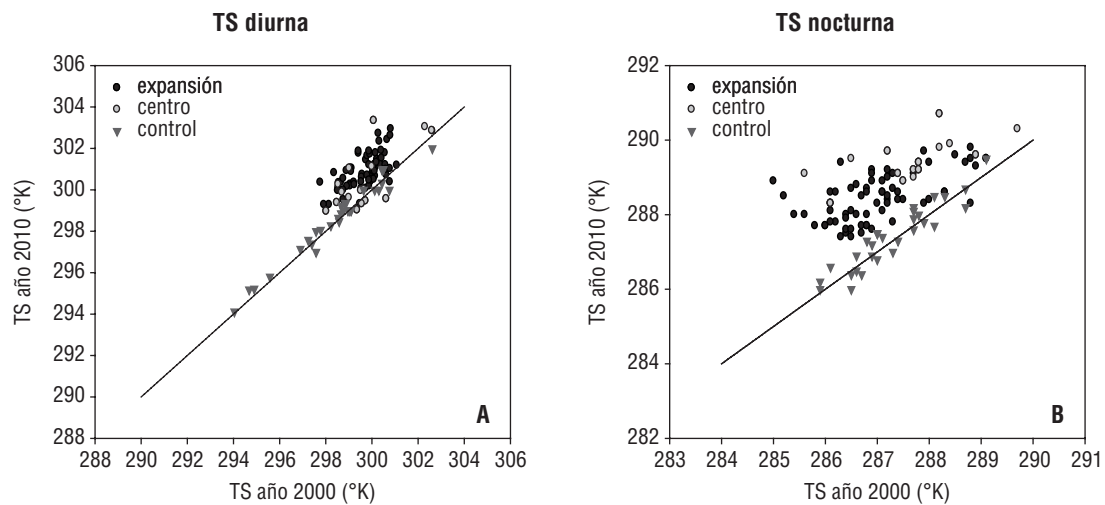 TS diurna
306
304
302
300
298
296
294
292
290
288
TS año 2010 (°K)
expansión
centro
control
A
288 290 292 294 296 298 300 302 304 306
TS año 2000 (°K)
TS nocturna
292
290
288
286
284
282
TS año 2010 (°K)
expansión
centro
control
B
283 284 285 286 287 288 289 290 291
TS año 2000 (°K)